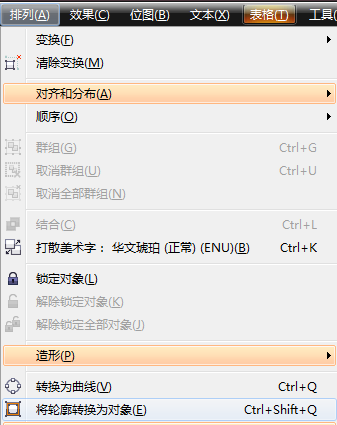 排列(A) 效果(C) 位图(B) 文本(X) 表格(T) 工具(
变换(F)
清除变换(M)
对齐和分布(A)
顺序(O)
群组(G) Ctrl+G
取消群组(U) Ctrl+U
取消全部群组(N)
结合(C) Ctrl+L
打散美术字： 华文琥珀 (正常) (ENU)(B) Ctrl+K
锁定对象(L)
解除锁定对象(K)
解除锁定全部对象(J)
造形(P)
转换为曲线(V) Ctrl+Q
将轮廓转换为对象(E) Ctrl+Shift+Q